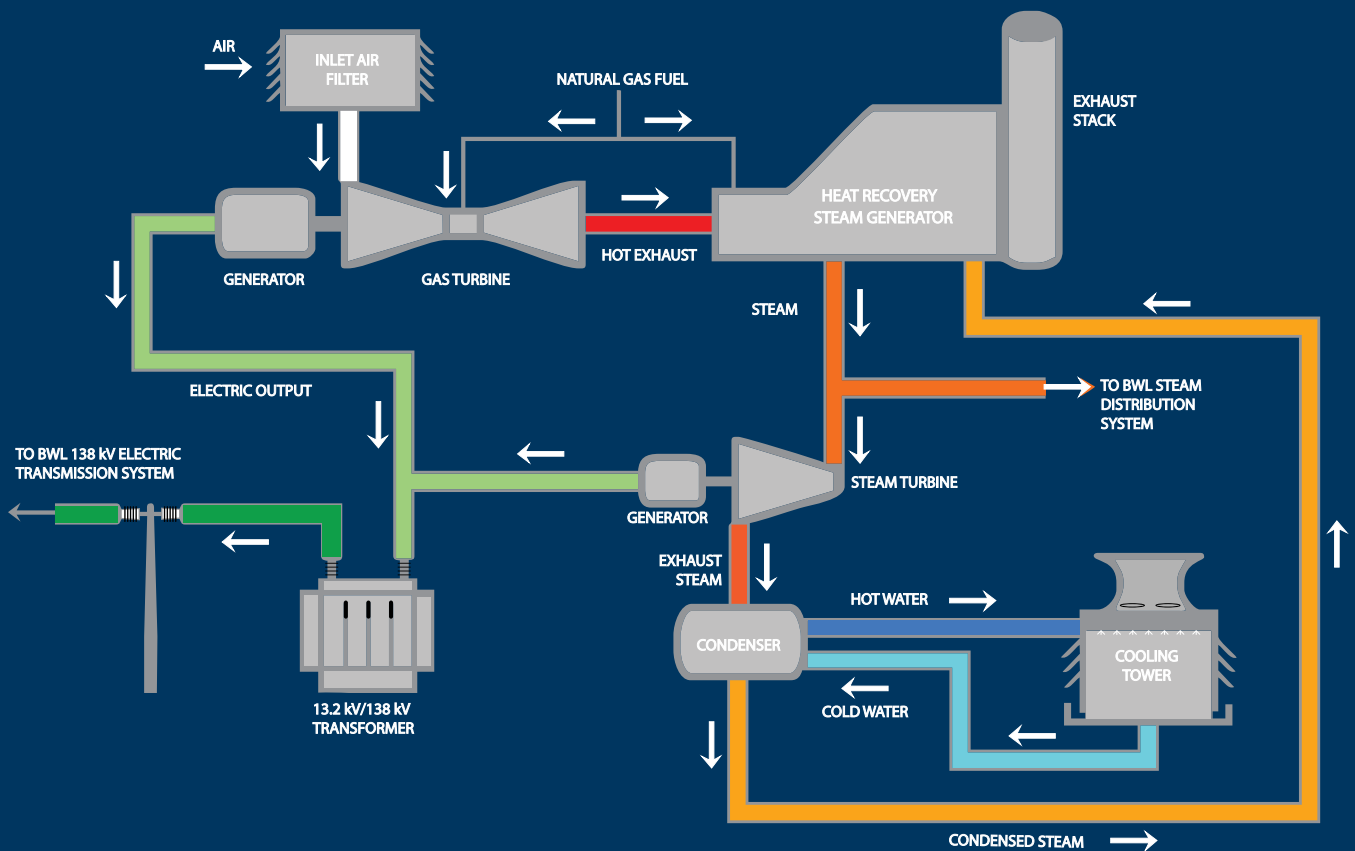 AIR
INLET AIR
FILTER
NATURAL GAS FUEL
EXHAUST
STACK
HEAT RECOVERY
STEAM GENERATOR
HOT EXHAUST
GENERATOR
GAS TURBINE
STEAM
ELECTRIC OUTPUT
TO BWL STEAM
DISTRIBUTION
SYSTEM
TO BWL 138 kV ELECTRIC
TRANSMISSION SYSTEM
STEAM TURBINE
GENERATOR
EXHAUST
STEAM
HOT WATER
CONDENSER
COOLING
TOWER
COLD WATER
13.2 kV/138 kV
TRANSFORMER
CONDENSED STEAM